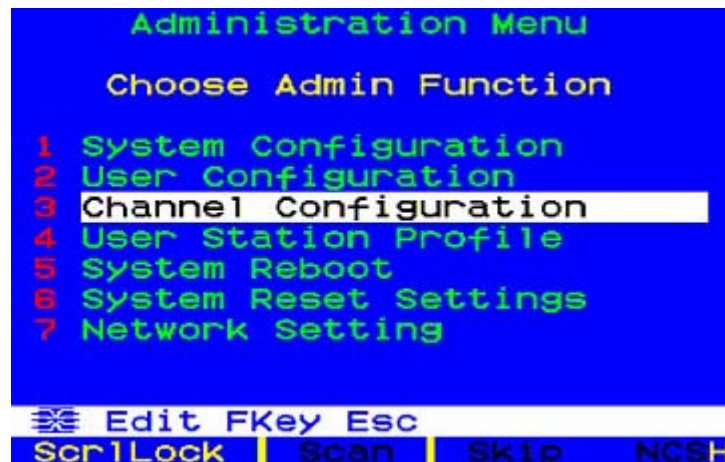 Administration Menu
Choose Admin Function
1 System Configuration
2 User Configuration
3 Channel Configuration
4 User Station Profile
5 System Reboot
6 System Reset Settings
7 Network Setting
Edit FKey Esc
ScrlLock Scan Skip NCSH